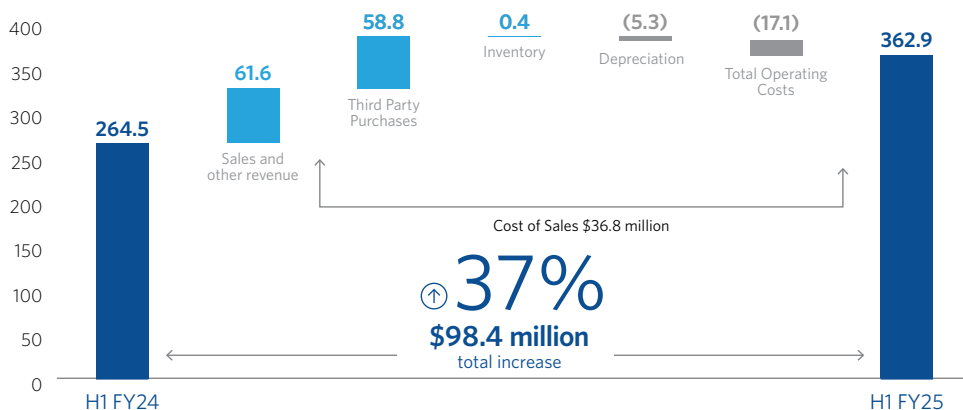 400
350
300
250
200
150
100
50
0
264.5
61.6
Sales and
other revenue
58.8
Third Party
Purchases
0.4
Inventory
(5.3)
Depreciation
(17.1)
Total Operating
Costs
362.9
Cost of Sales $36.8 million
37%
$98.4 million
total increase
H1 FY24
H1 FY25